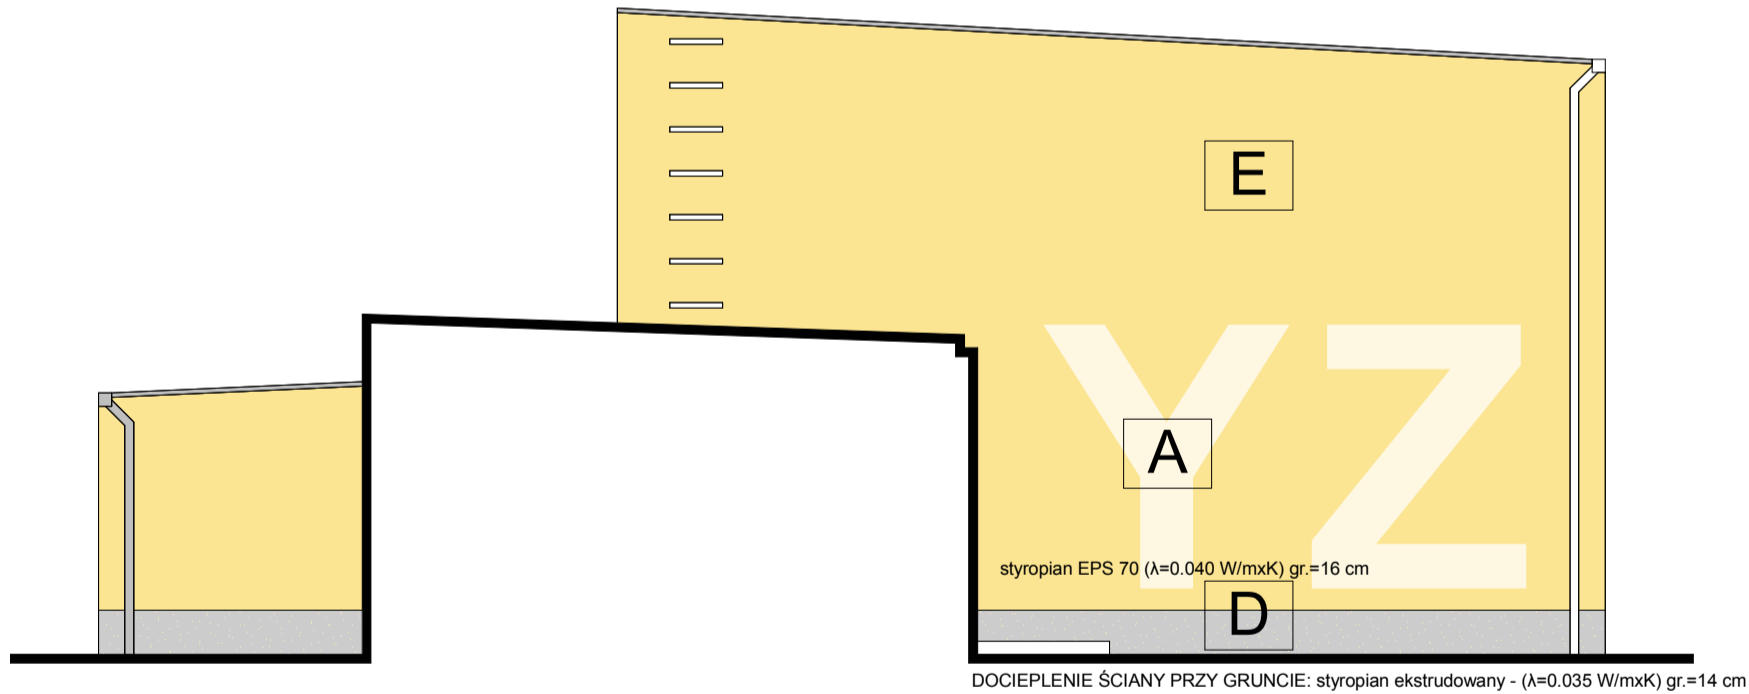 E
YZ
A
styropian EPS 70 (λ=0.040 W/mxK) gr.=16 cm
D
DOCIEPLENIE ŚCIANY PRZY GRUNCIE: styropian ekstrudowany - (λ=0.035 W/mxK) gr.=14 cm